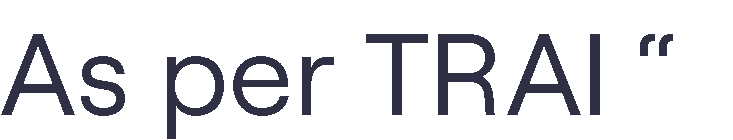 As per TRAI “